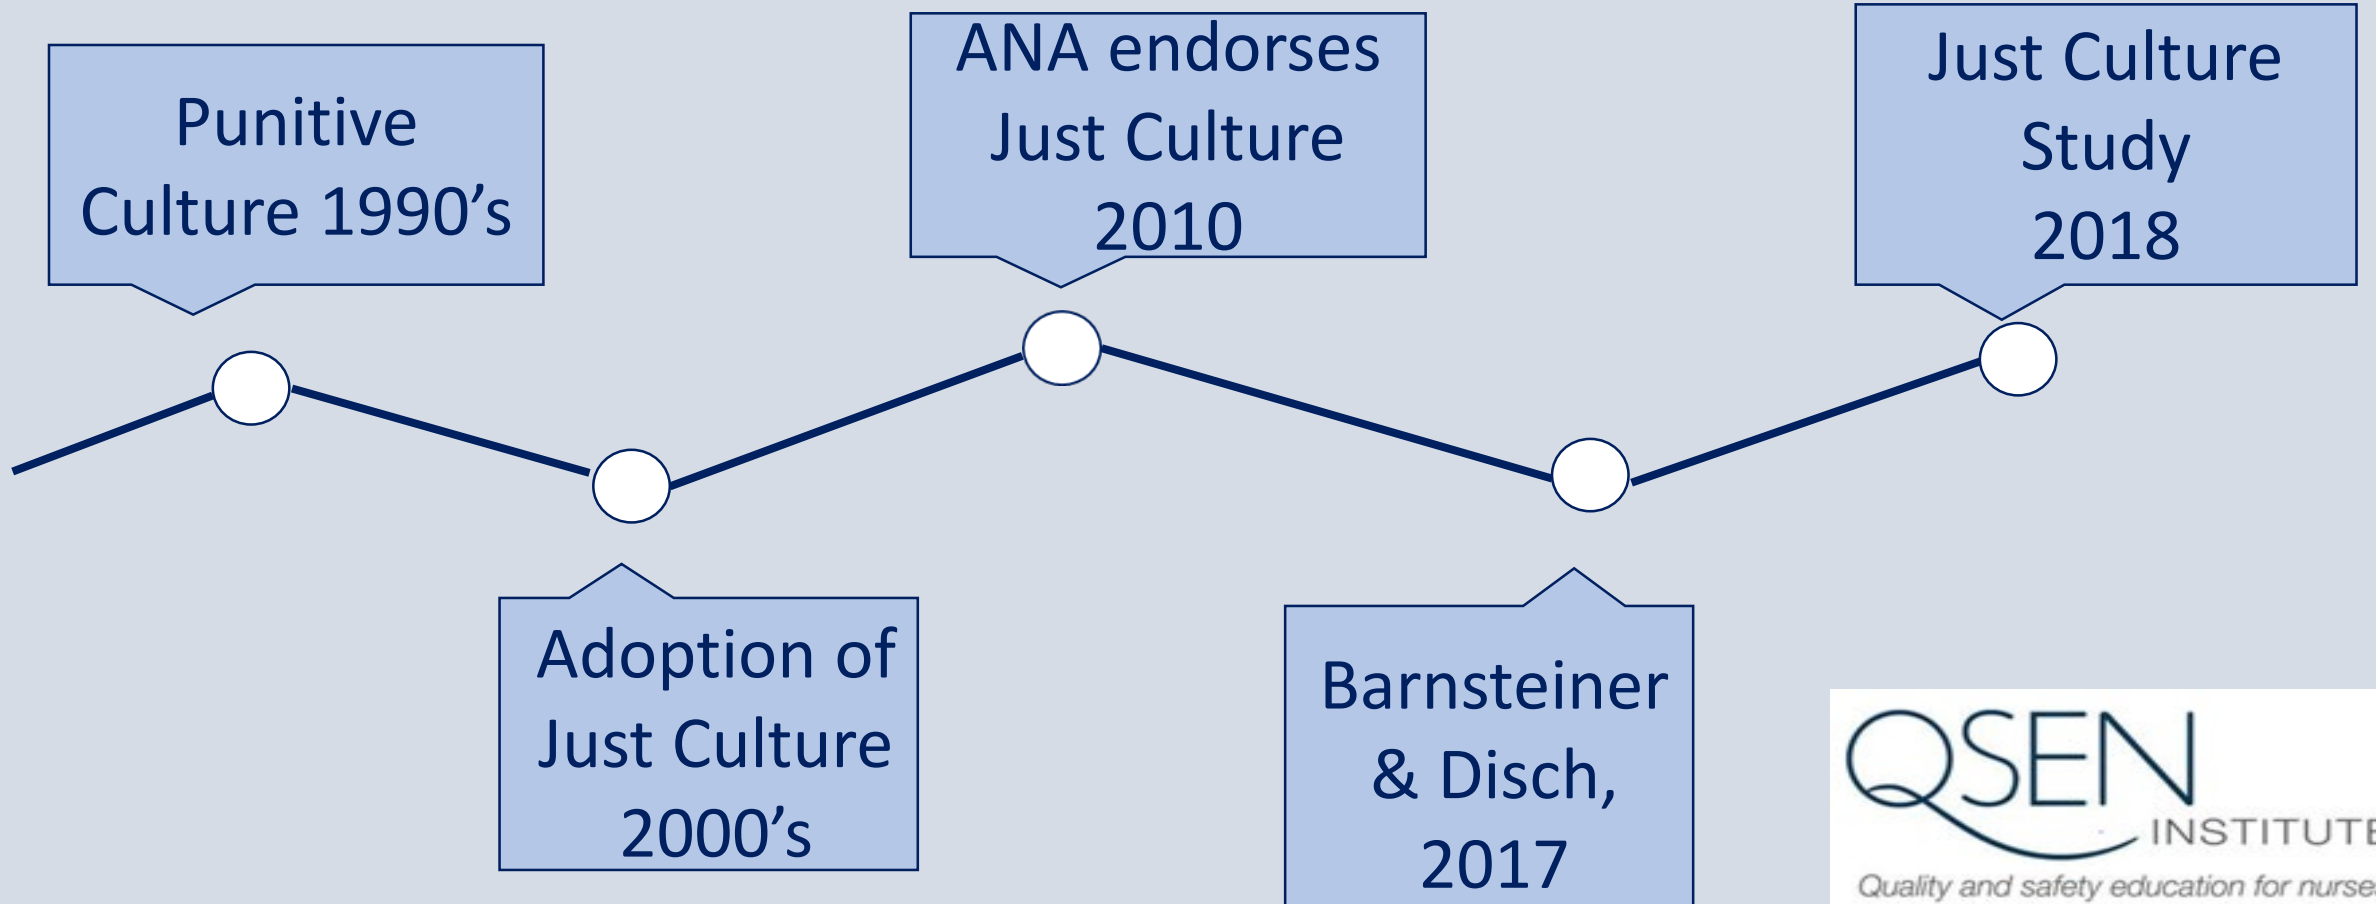 Punitive
Culture 1990’s
ANA endorses
Just Culture
2010
Just Culture
Study
2018
Adoption of
Just Culture
2000’s
Barnsteiner
& Disch,
2017
QSEN
INSTITUTE
Quality and safety education for nurses